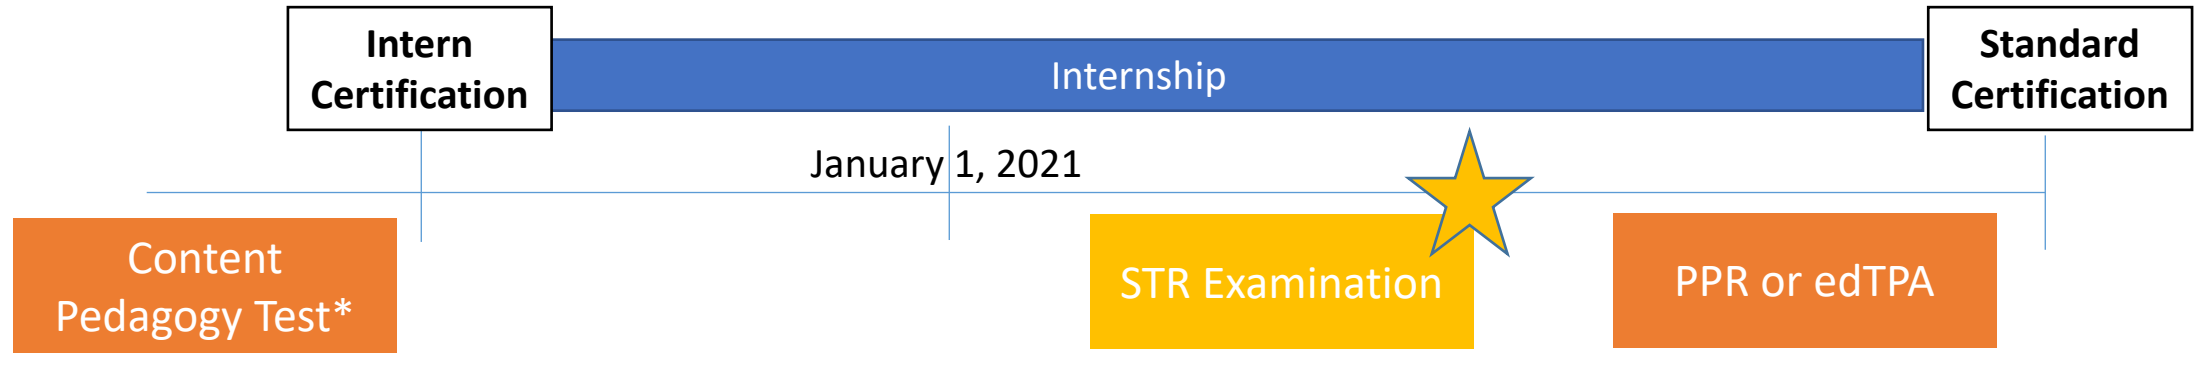 Intern
Certification
Internship
Standard
Certification
January 1, 2021
Content
Pedagogy Test*
STR Examination
PPR or edTPA